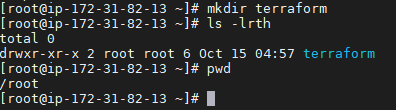 [root@ip-172-31-82-13 ~]# mkdir terraform
[root@ip-172-31-82-13 ~]# ls -lrth
total 0
drwxr-xr-x 2 root root 6 Oct 15 04:57 terraform
[root@ip-172-31-82-13 ~]# pwd
/root
[root@ip-172-31-82-13 ~]#